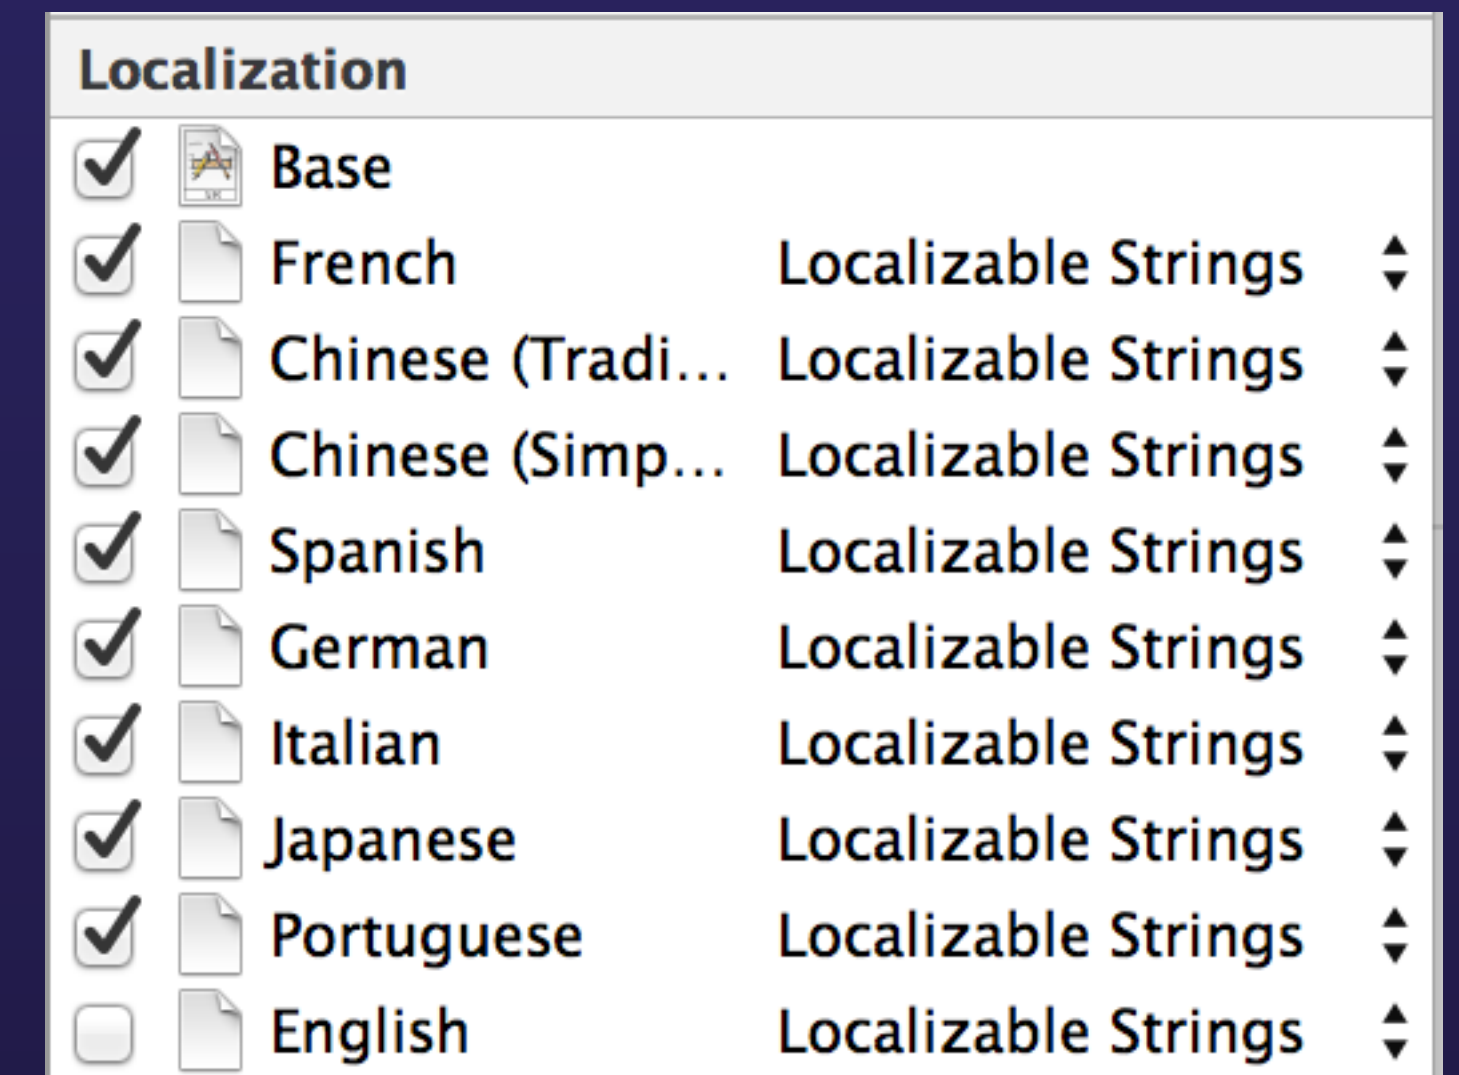 Localization
Base
French Localizable Strings
Chinese (Tradi... Localizable Strings
Chinese (Simp... Localizable Strings
Spanish Localizable Strings
German Localizable Strings
Italian Localizable Strings
Japanese Localizable Strings
Portuguese Localizable Strings
English Localizable Strings